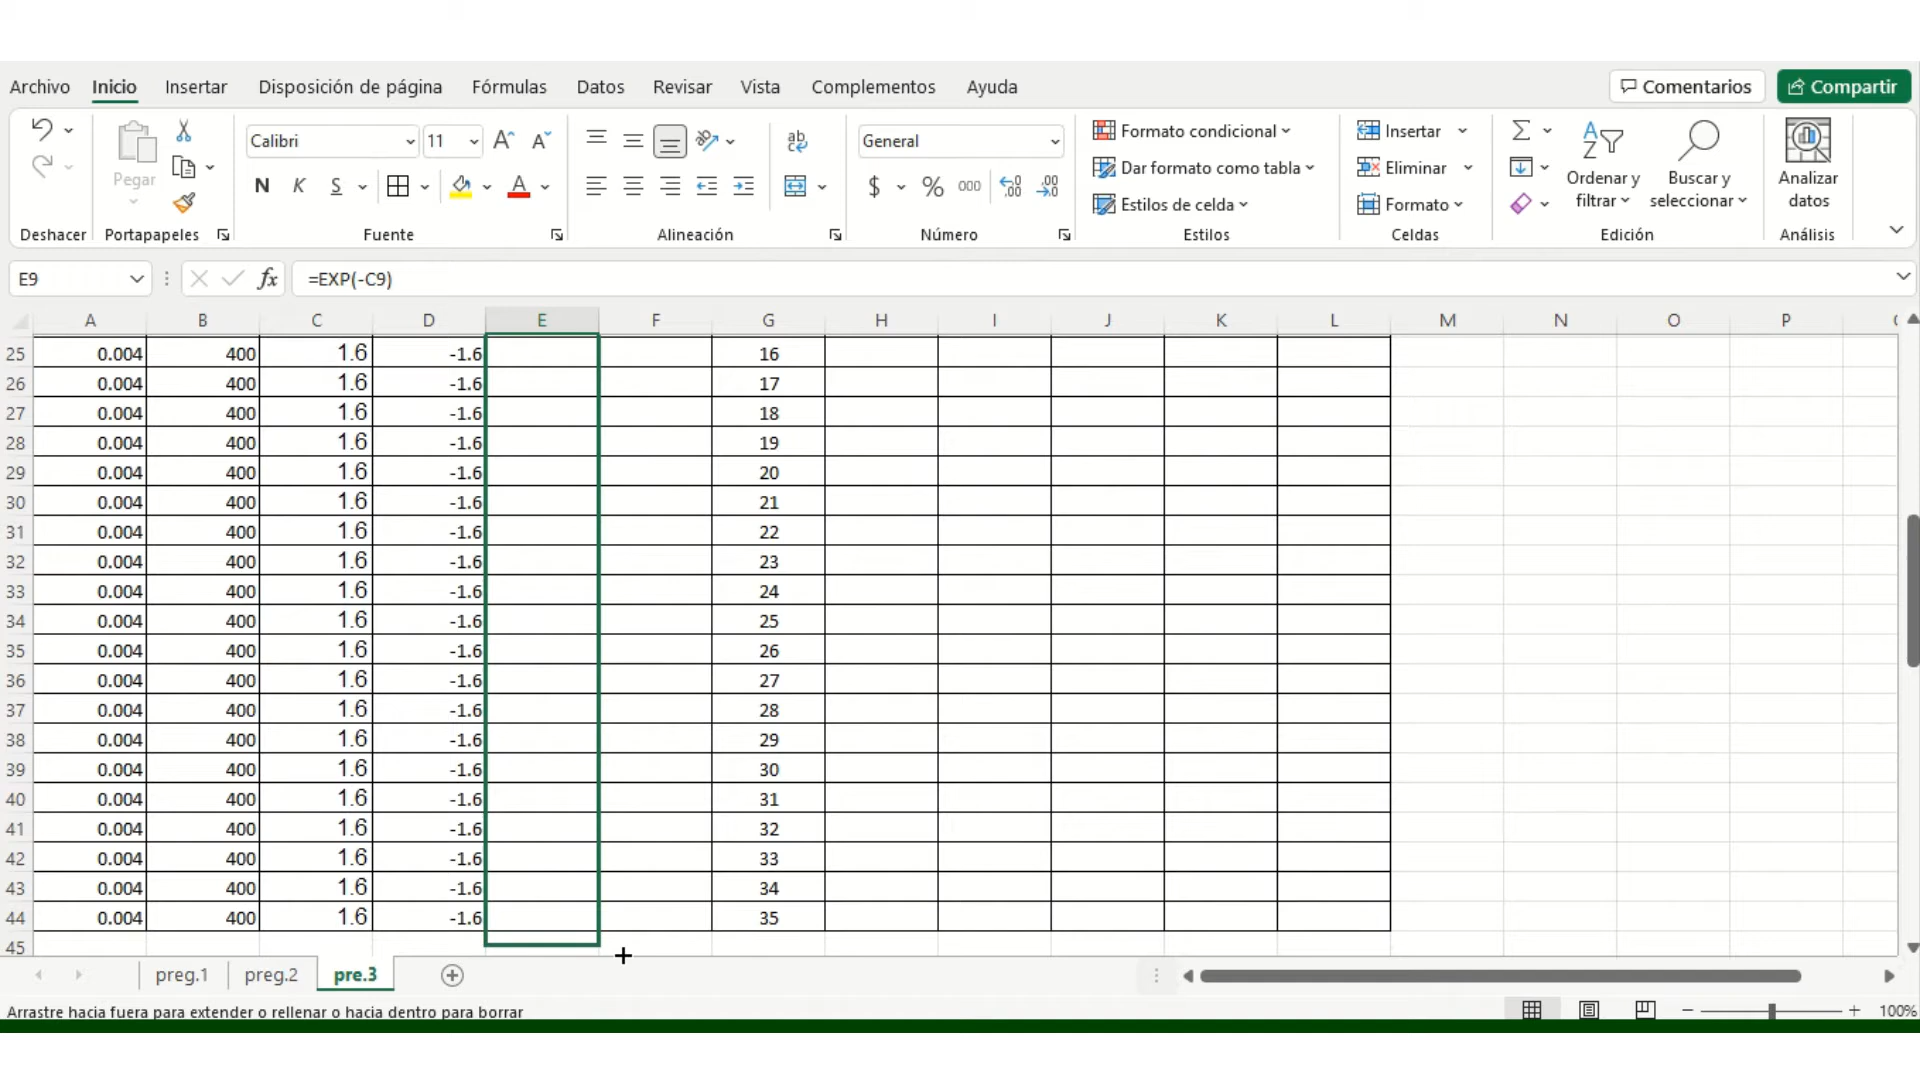 Archivo Inicio Insertar Disposición de página Fórmulas Datos Revisar Vista Complementos Ayuda Comentarios Compartir
Calibri 11 General Formato condicional Insertar
Pegar Dar formato como tabla Eliminar Ordenar y Buscar y Analizar
N K S $ % 000 Estilos de celda Formato filtrar seleccionar datos
Deshacer Portapapeles Fuente Alineación Número Estilos Celdas Edición Análisis
E9 fx =EXP(-C9)
A B C D E F G H I J K L M N O P
25 0.004 400 1.6 -1.6 16
26 0.004 400 1.6 -1.6 17
27 0.004 400 1.6 -1.6 18
28 0.004 400 1.6 -1.6 19
29 0.004 400 1.6 -1.6 20
30 0.004 400 1.6 -1.6 21
31 0.004 400 1.6 -1.6 22
32 0.004 400 1.6 -1.6 23
33 0.004 400 1.6 -1.6 24
34 0.004 400 1.6 -1.6 25
35 0.004 400 1.6 -1.6 26
36 0.004 400 1.6 -1.6 27
37 0.004 400 1.6 -1.6 28
38 0.004 400 1.6 -1.6 29
39 0.004 400 1.6 -1.6 30
40 0.004 400 1.6 -1.6 31
41 0.004 400 1.6 -1.6 32
42 0.004 400 1.6 -1.6 33
43 0.004 400 1.6 -1.6 34
44 0.004 400 1.6 -1.6 35
45
preg.1 preg.2 pre.3
Arrastre hacia fuera para extender o rellenar o hacia dentro para borrar 100%